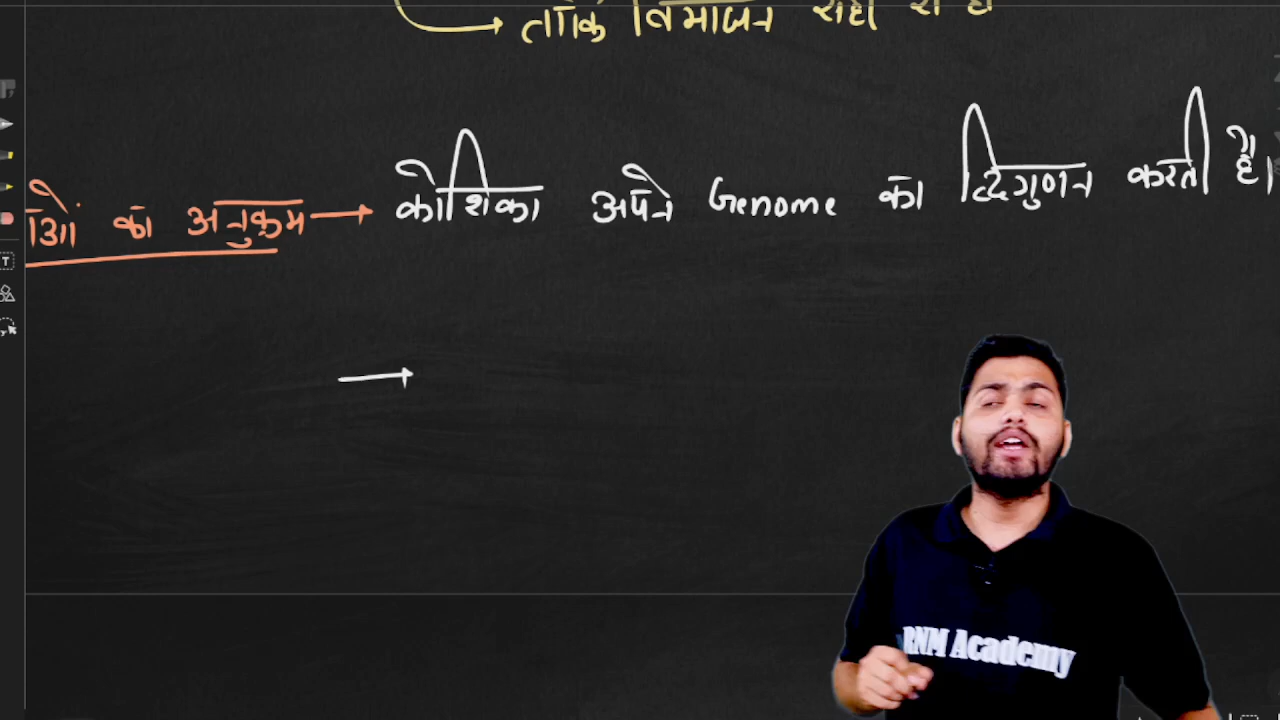 ताकि विभाजन सही से हो
ओं का अनुक्रम → कोशिका अपने Genome का द्विगुणन करती है।
→
RNM Academy